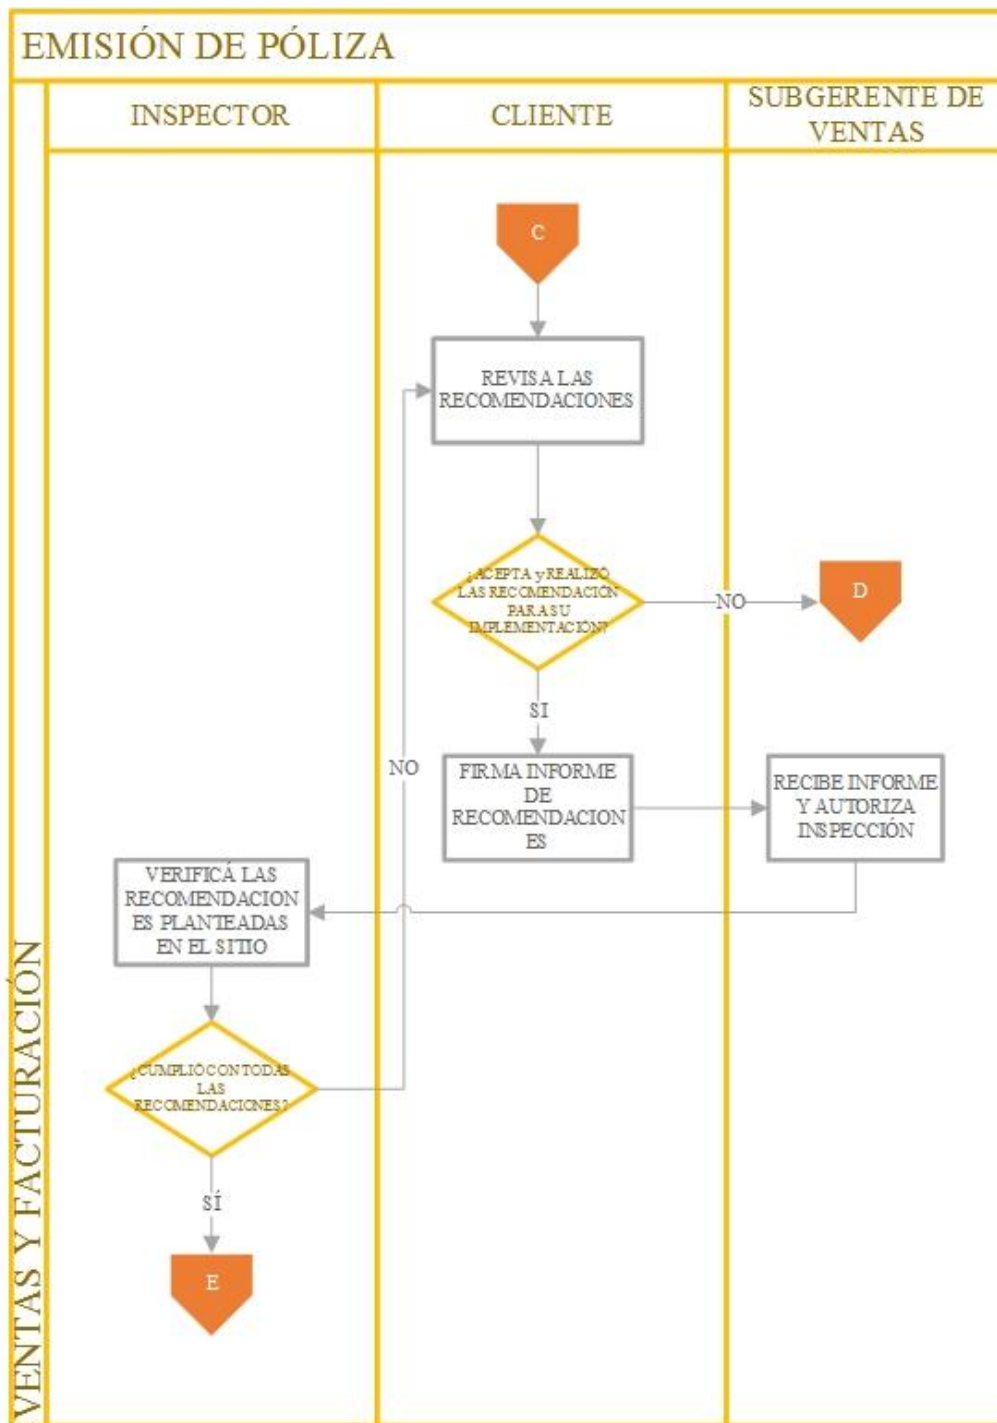 EMISIÓN DE PÓLIZA
INSPECTOR
CLIENTE
SUBGERENTE DE
VENTAS
VENTAS Y FACTURACIÓN
C
REVISA LAS
RECOMENDACIONES
¿ACEPTA y REALIZÓ
LAS RECOMENDACIÓN
PARA SU
IMPLEMENTACIÓN?
NO
D
SI
FIRMA INFORME
DE
RECOMENDACION
ES
RECIBE INFORME
Y AUTORIZA
INSPECCIÓN
NO
VERIFICÁ LAS
RECOMENDACION
ES PLANTEADAS
EN EL SITIO
¿CUMPLIÓ CON TODAS
LAS
RECOMENDACIONES?
SÍ
E